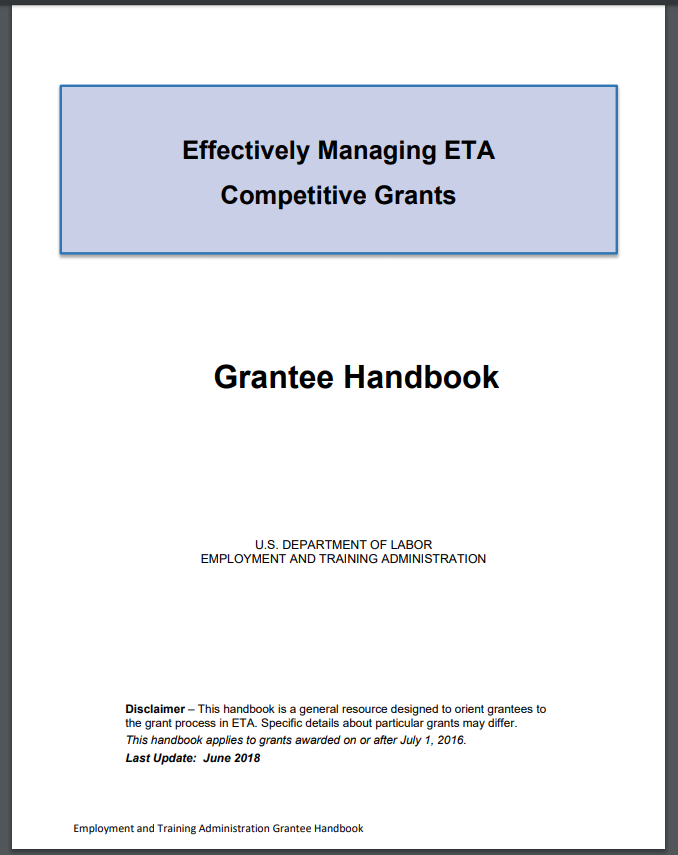 Effectively Managing ETA
Competitive Grants
Grantee Handbook
U.S. DEPARTMENT OF LABOR
EMPLOYMENT AND TRAINING ADMINISTRATION
Disclaimer – This handbook is a general resource designed to orient grantees to
the grant process in ETA. Specific details about particular grants may differ.
This handbook applies to grants awarded on or after July 1, 2016.
Last Update:  June 2018
Employment and Training Administration Grantee Handbook